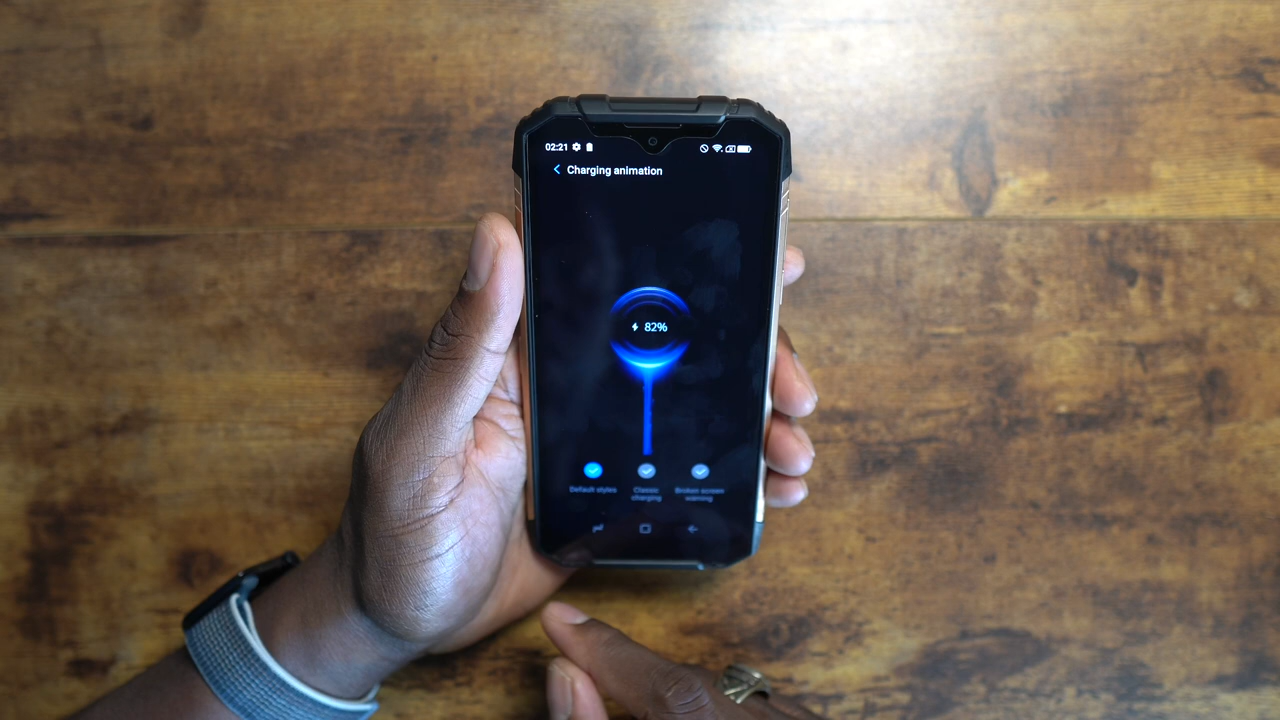 02:21
Charging animation
82%
Default styles
Classic
charging
Broken screen
warning